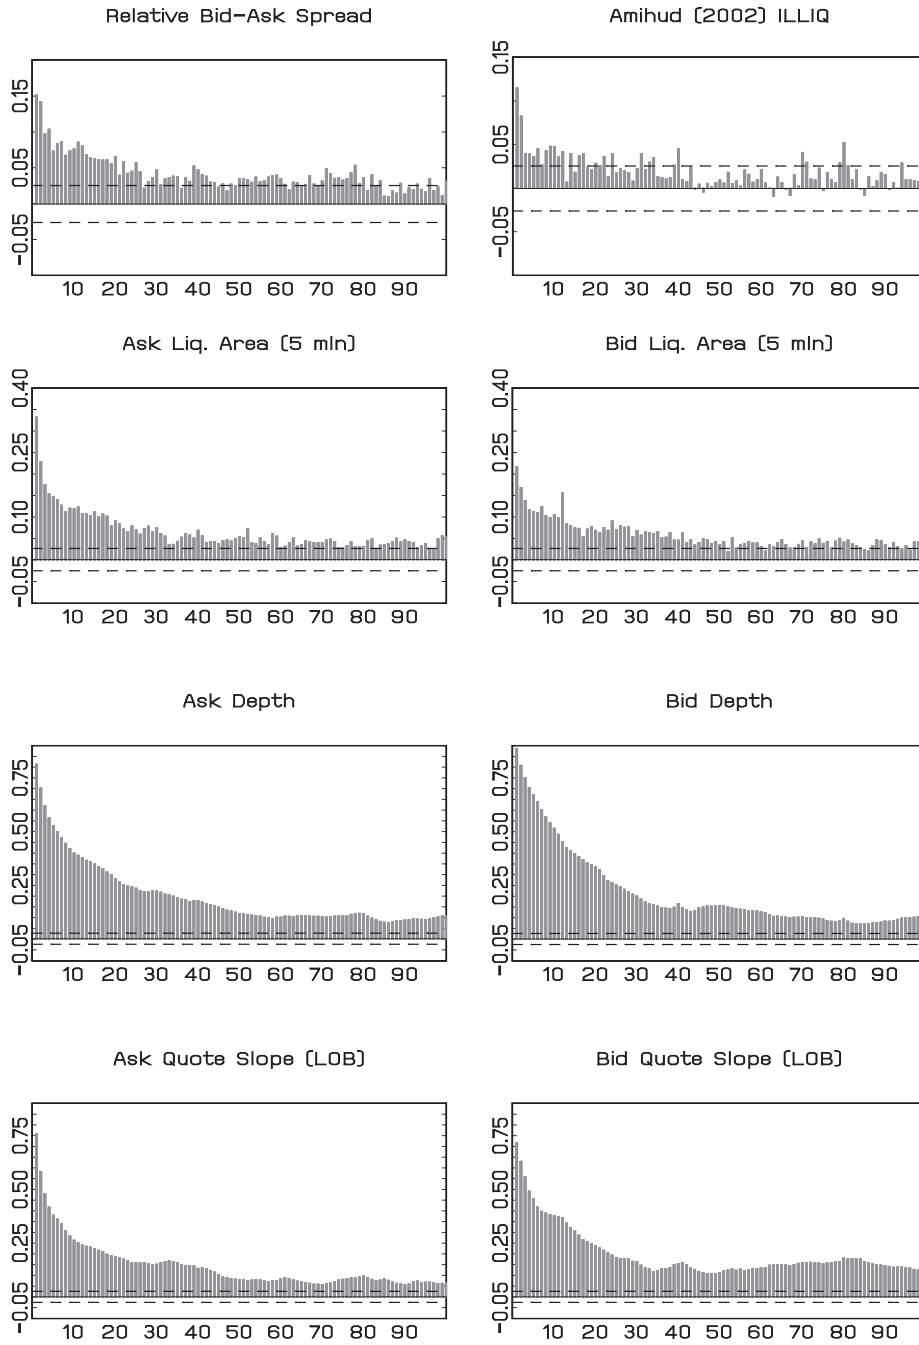 Relative Bid-Ask Spread
0.15
0.05
-0.05
10 20 30 40 50 60 70 80 90
Amihud (2002) ILLIQ
0.15
0.05
-0.05
10 20 30 40 50 60 70 80 90
Ask Liq. Area (5 mln)
0.40
0.25
0.10
-0.05
10 20 30 40 50 60 70 80 90
Bid Liq. Area (5 mln)
0.40
0.25
0.10
-0.05
10 20 30 40 50 60 70 80 90
Ask Depth
0.75
0.50
0.25
-0.05
10 20 30 40 50 60 70 80 90
Bid Depth
0.75
0.50
0.25
-0.05
10 20 30 40 50 60 70 80 90
Ask Quote Slope (LOB)
0.75
0.50
0.25
-0.05
10 20 30 40 50 60 70 80 90
Bid Quote Slope (LOB)
0.75
0.50
0.25
-0.05
10 20 30 40 50 60 70 80 90